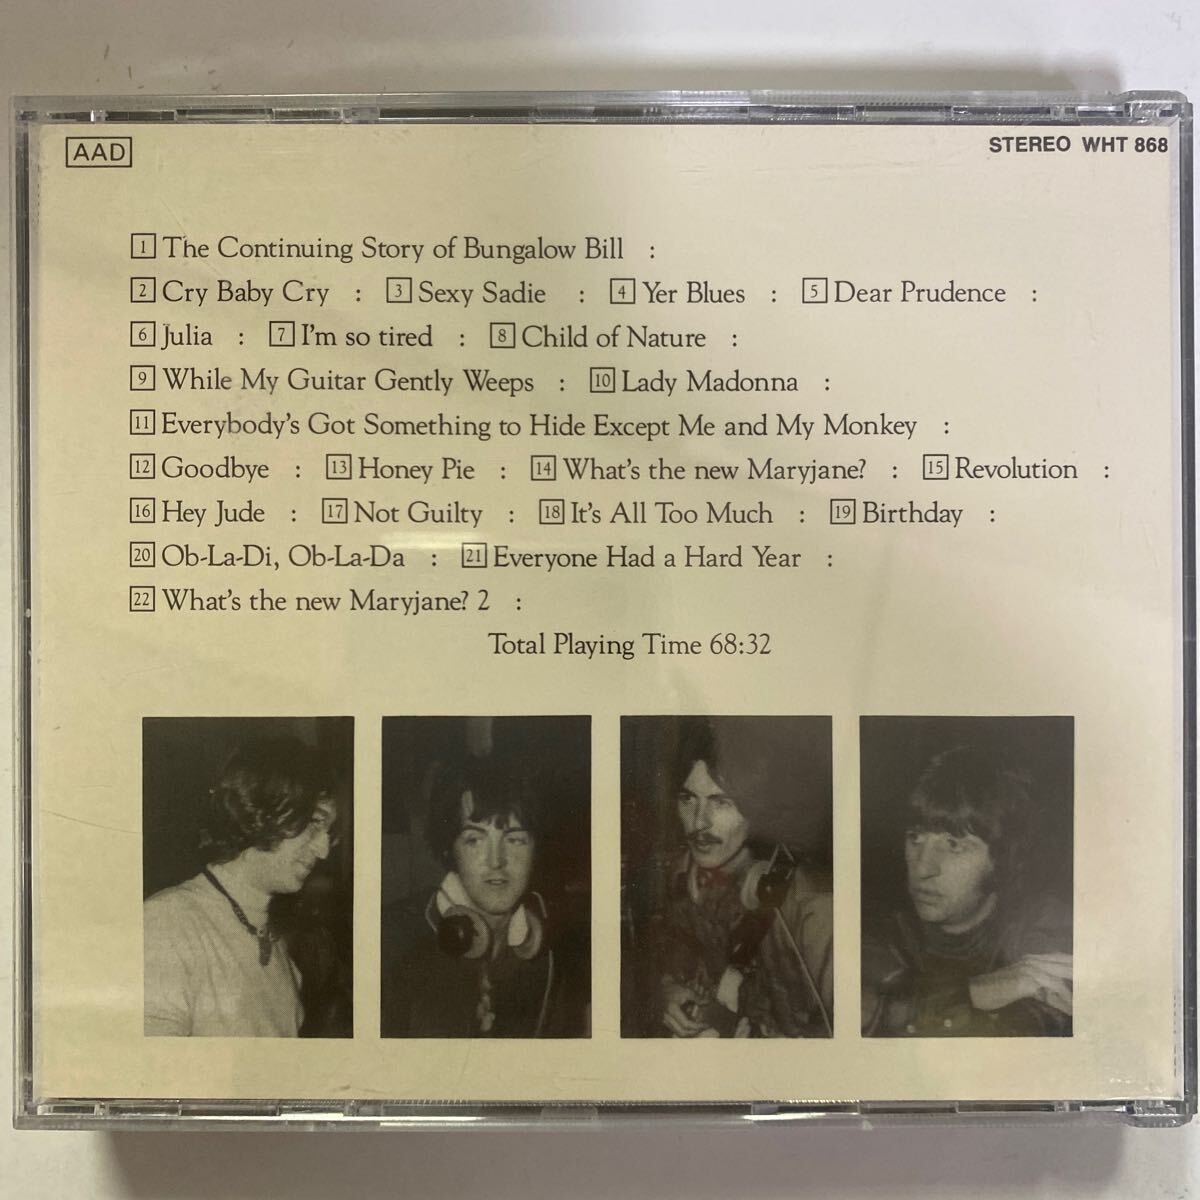 AAD
STEREO WHT 868
1 The Continuing Story of Bungalow Bill :
2 Cry Baby Cry : 3 Sexy Sadie : 4 Yer Blues : 5 Dear Prudence :
6 Julia : 7 I'm so tired : 8 Child of Nature :
9 While My Guitar Gently Weeps : 10 Lady Madonna :
11 Everybody's Got Something to Hide Except Me and My Monkey :
12 Goodbye : 13 Honey Pie : 14 What's the new Maryjane? : 15 Revolution :
16 Hey Jude : 17 Not Guilty : 18 It's All Too Much : 19 Birthday :
20 Ob-La-Di, Ob-La-Da : 21 Everyone Had a Hard Year :
22 What's the new Maryjane? 2 :
Total Playing Time 68:32